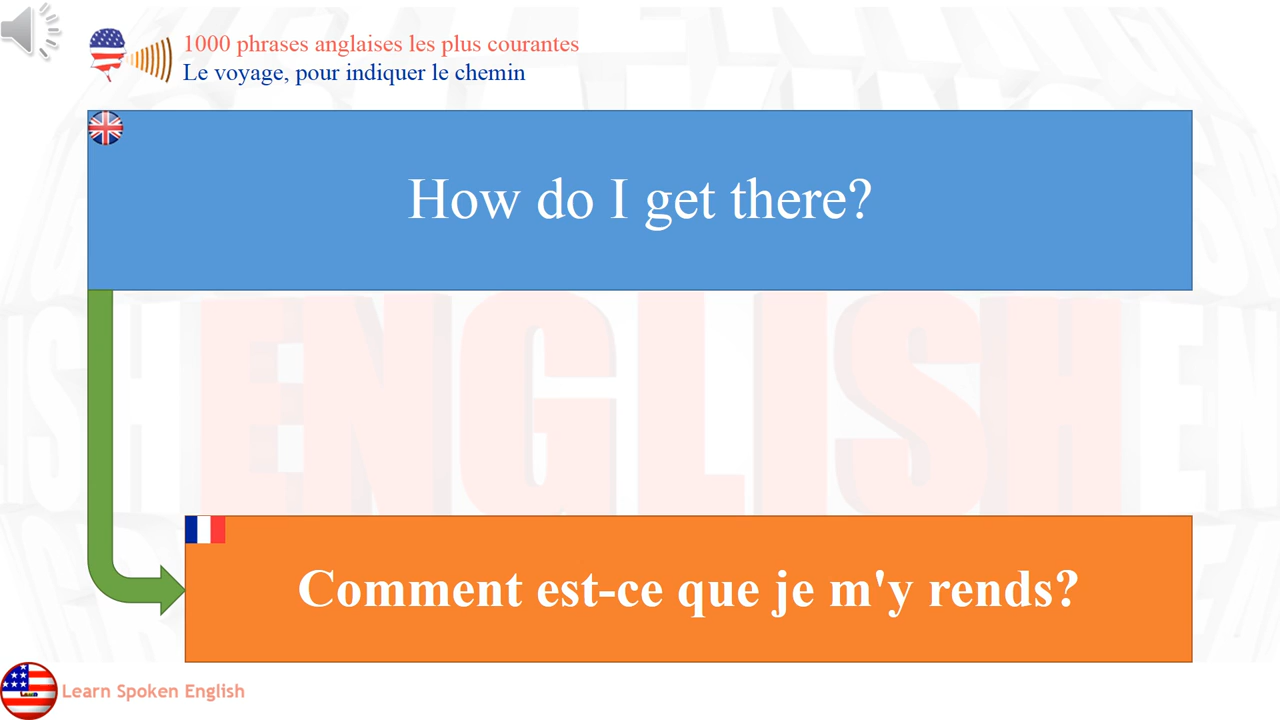 1000 phrases anglaises les plus courantes
Le voyage, pour indiquer le chemin
How do I get there?
ENGLISH
Comment est-ce que je m'y rends?
Learn Spoken English